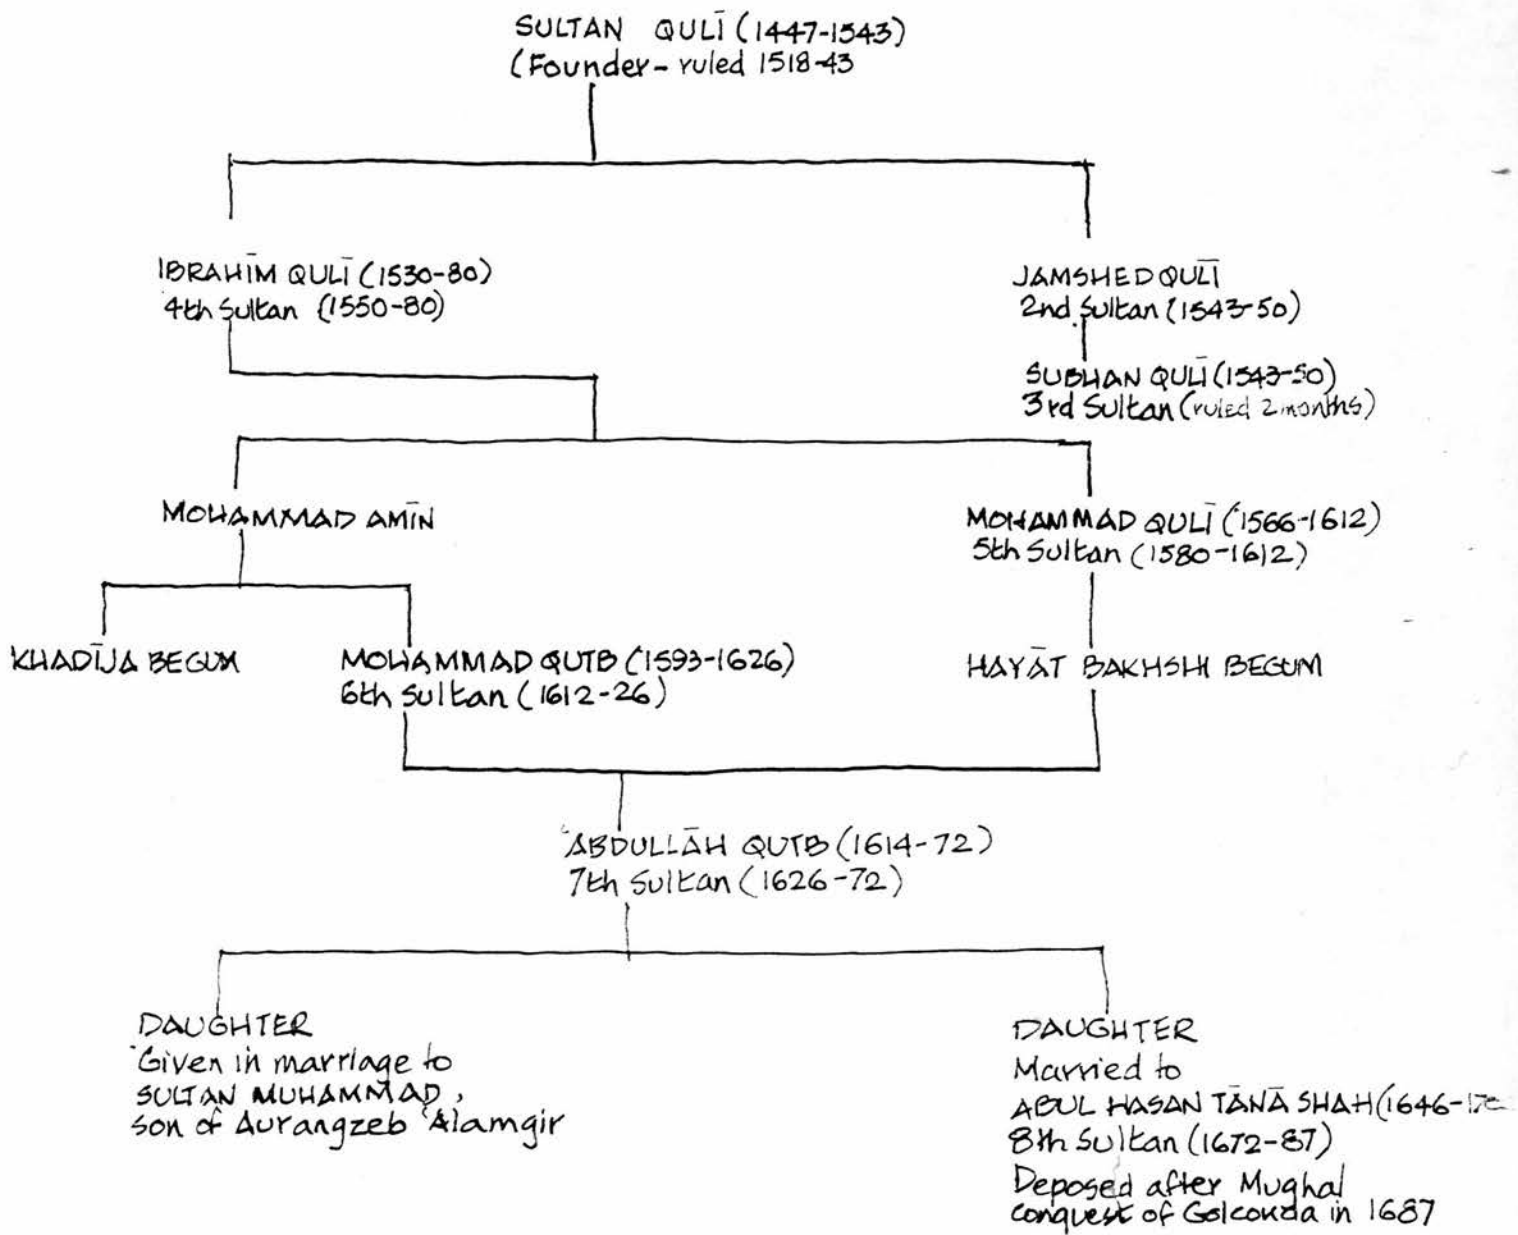 SULTAN QULĪ (1447-1543)
(Founder - ruled 1518-43
IBRAHĪM QULĪ (1530-80)
4th Sultan (1550-80)
JAMSHED QULĪ
2nd Sultan (1543-50)
SUBHAN QULĪ (1543-50)
3rd Sultan (ruled 2 months)
MOHAMMAD AMĪN
MOHAMMAD QULĪ (1566-1612)
5th Sultan (1580-1612)
KHADĪJA BEGUM
MOHAMMAD QUTB (1593-1626)
6th Sultan (1612-26)
HAYĀT BAKHSHI BEGUM
'ABDULLĀH QUTB (1614-72)
7th Sultan (1626-72)
DAUGHTER
Given in marriage to
SULTAN MUHAMMAD,
son of Aurangzeb 'Alamgir
DAUGHTER
Married to
ABUL HASAN TĀNĀ SHAH (1646-
8th Sultan (1672-87)
Deposed after Mughal
conquest of Golconda in 1687